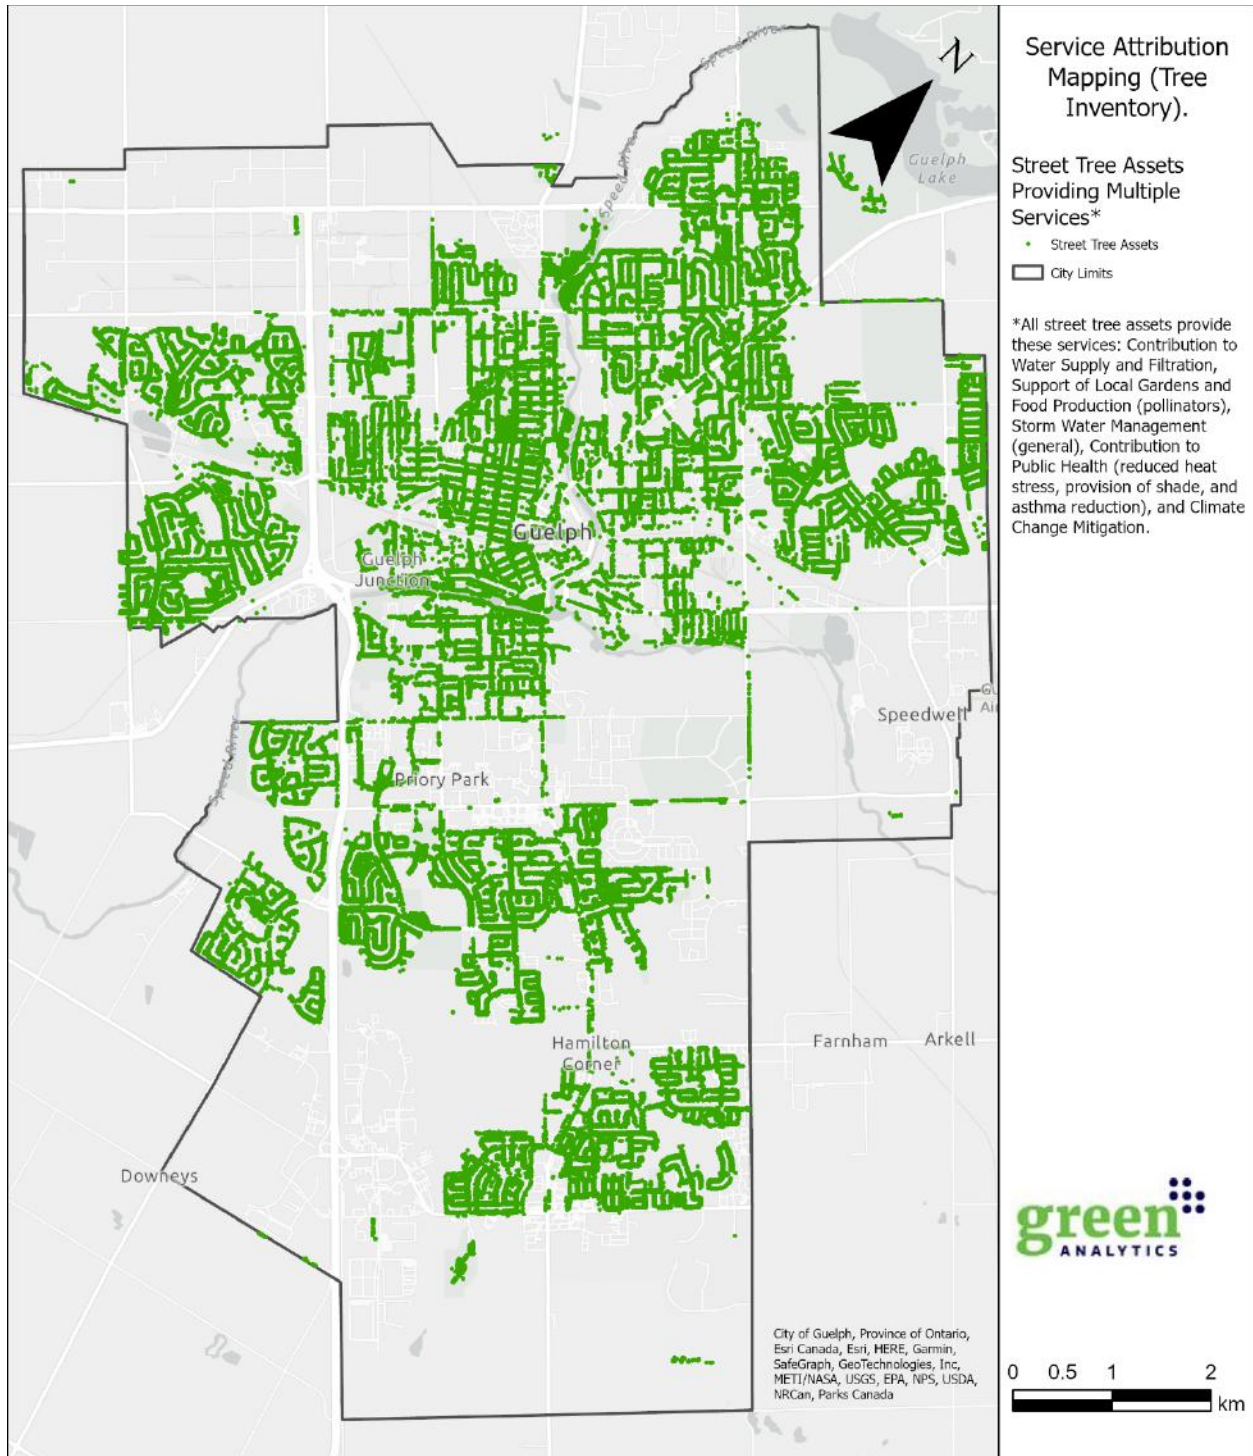 Speed River
N
Service Attribution
Mapping (Tree
Inventory).
Guelph
Lake
Speed River
Street Tree Assets
Providing Multiple
Services*
Street Tree Assets
City Limits
*All street tree assets provide
these services: Contribution to
Water Supply and Filtration,
Support of Local Gardens and
Food Production (pollinators),
Storm Water Management
(general), Contribution to
Public Health (reduced heat
stress, provision of shade, and
asthma reduction), and Climate
Change Mitigation.
Guelph
Guelph
Junction
Speedwell
Speed River
Priory Park
Hamilton
Corner
Farnham
Arkell
Downeys
green
ANALYTICS
City of Guelph, Province of Ontario,
Esri Canada, Esri, HERE, Garmin,
SafeGraph, GeoTechnologies, Inc,
METI/NASA, USGS, EPA, NPS, USDA,
NRCan, Parks Canada
0 0.5 1 2
km